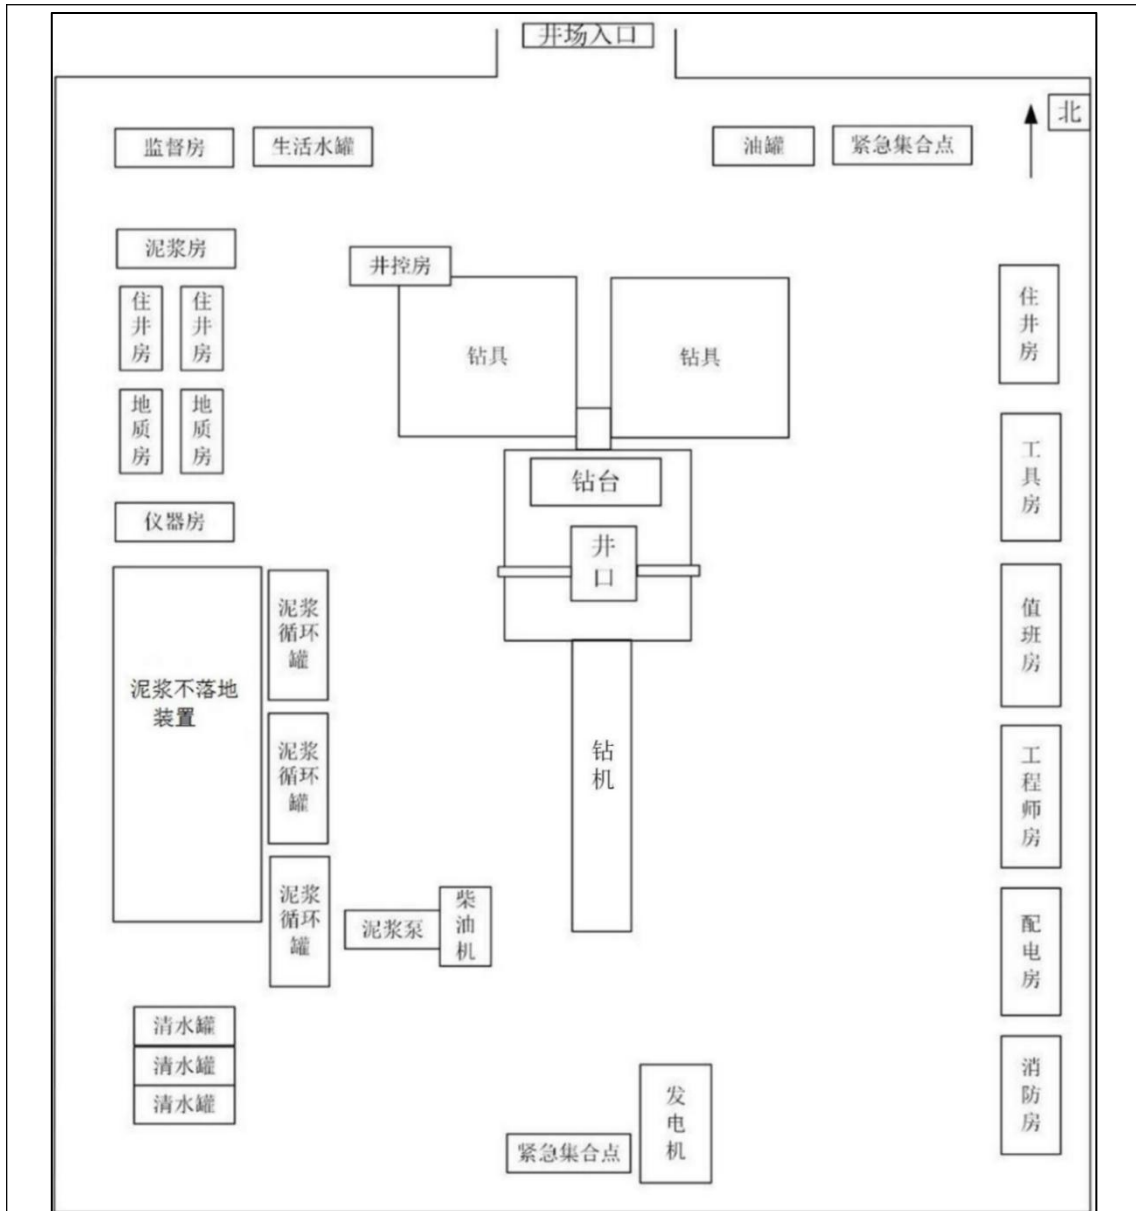 井场入口
北
监督房
生活水罐
油罐
紧急集合点
泥浆房
井控房
住井房
住井房
钻具
钻具
住井房
地质房
地质房
工具房
钻台
仪器房
井口
泥浆
循环
罐
值班房
泥浆不落地
装置
泥浆
循环
罐
钻机
工程师房
泥浆
循环
罐
泥浆泵
柴油机
配电房
清水罐
清水罐
清水罐
发电机
消防房
紧急集合点